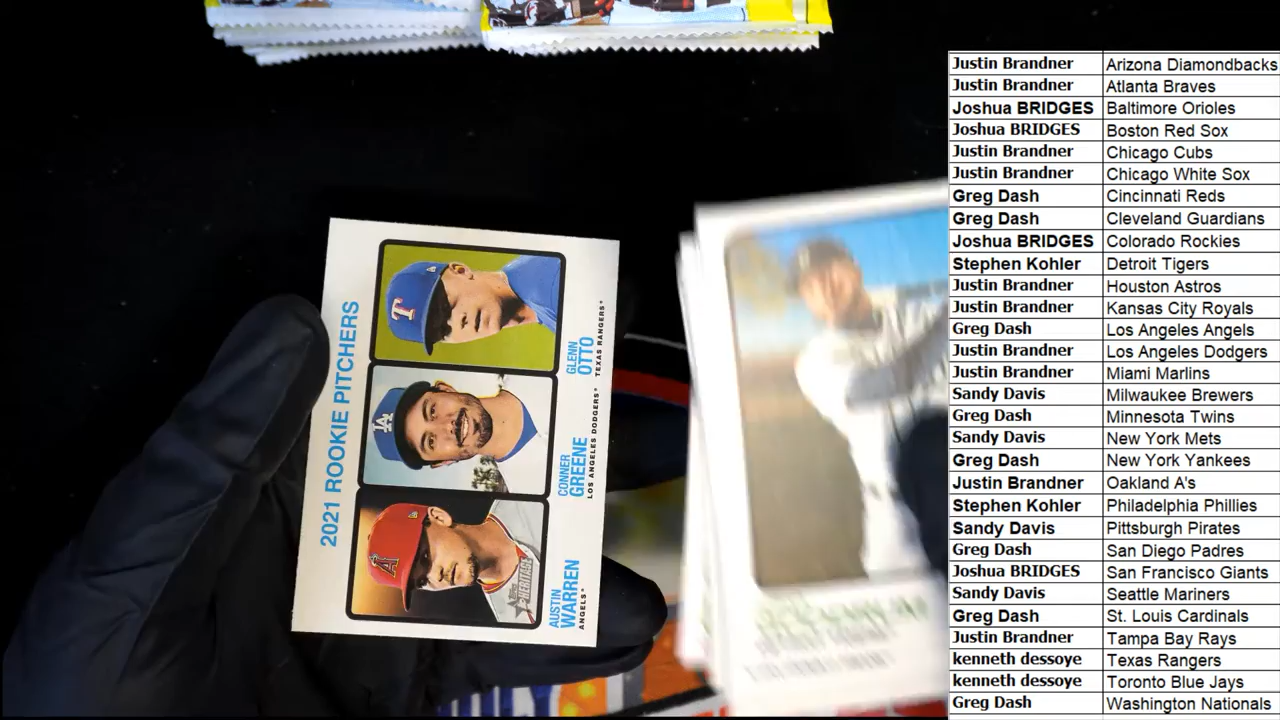 2021 ROOKIE PITCHERS
T
GLENN
OTTO
TEXAS RANGERS
LA
CONNER
GREENE
LOS ANGELES DODGERS
A
Topps
HERITAGE
AUSTIN
WARREN
ANGELS
Justin Brandner Arizona Diamondbacks
Justin Brandner Atlanta Braves
Joshua BRIDGES Baltimore Orioles
Joshua BRIDGES Boston Red Sox
Justin Brandner Chicago Cubs
Justin Brandner Chicago White Sox
Greg Dash Cincinnati Reds
Greg Dash Cleveland Guardians
Joshua BRIDGES Colorado Rockies
Stephen Kohler Detroit Tigers
Justin Brandner Houston Astros
Justin Brandner Kansas City Royals
Greg Dash Los Angeles Angels
Justin Brandner Los Angeles Dodgers
Justin Brandner Miami Marlins
Sandy Davis Milwaukee Brewers
Greg Dash Minnesota Twins
Sandy Davis New York Mets
Greg Dash New York Yankees
Justin Brandner Oakland A's
Stephen Kohler Philadelphia Phillies
Sandy Davis Pittsburgh Pirates
Greg Dash San Diego Padres
Joshua BRIDGES San Francisco Giants
Sandy Davis Seattle Mariners
Greg Dash St. Louis Cardinals
Justin Brandner Tampa Bay Rays
kenneth dessoye Texas Rangers
kenneth dessoye Toronto Blue Jays
Greg Dash Washington Nationals